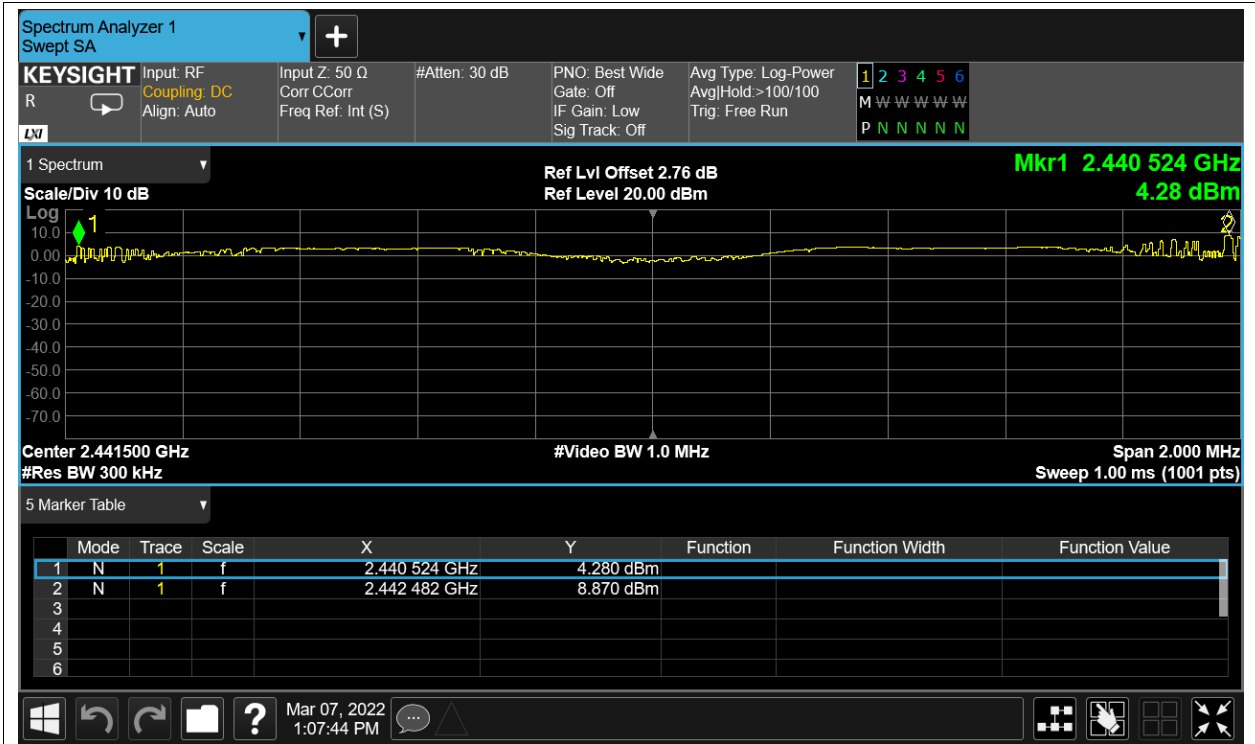 Spectrum Analyzer 1
Swept SA
KEYSIGHT
R
LXI
Input: RF
Coupling: DC
Align: Auto
Input Z: 50 Ω
Corr CCorr
Freq Ref: Int (S)
#Atten: 30 dB
PNO: Best Wide
Gate: Off
IF Gain: Low
Sig Track: Off
Avg Type: Log-Power
Avg|Hold:>100/100
Trig: Free Run
1 2 3 4 5 6
M W W W W W
P N N N N N
1 Spectrum
Scale/Div 10 dB
Ref Lvl Offset 2.76 dB
Ref Level 20.00 dBm
Mkr1 2.440 524 GHz
4.28 dBm
Log
1
2
10.0
0.00
-10.0
-20.0
-30.0
-40.0
-50.0
-60.0
-70.0
Center 2.441500 GHz
#Res BW 300 kHz
#Video BW 1.0 MHz
Span 2.000 MHz
Sweep 1.00 ms (1001 pts)
5 Marker Table
Mode Trace Scale X Y Function Function Width Function Value
1 N 1 f 2.440 524 GHz 4.280 dBm
2 N 1 f 2.442 482 GHz 8.870 dBm
3
4
5
6
?
Mar 07, 2022
1:07:44 PM